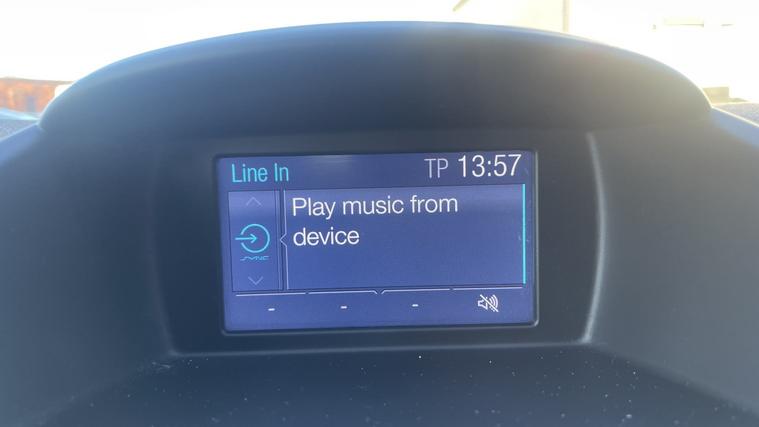 Line In
TP 13:57
Play music from
device
SYNC
- - -